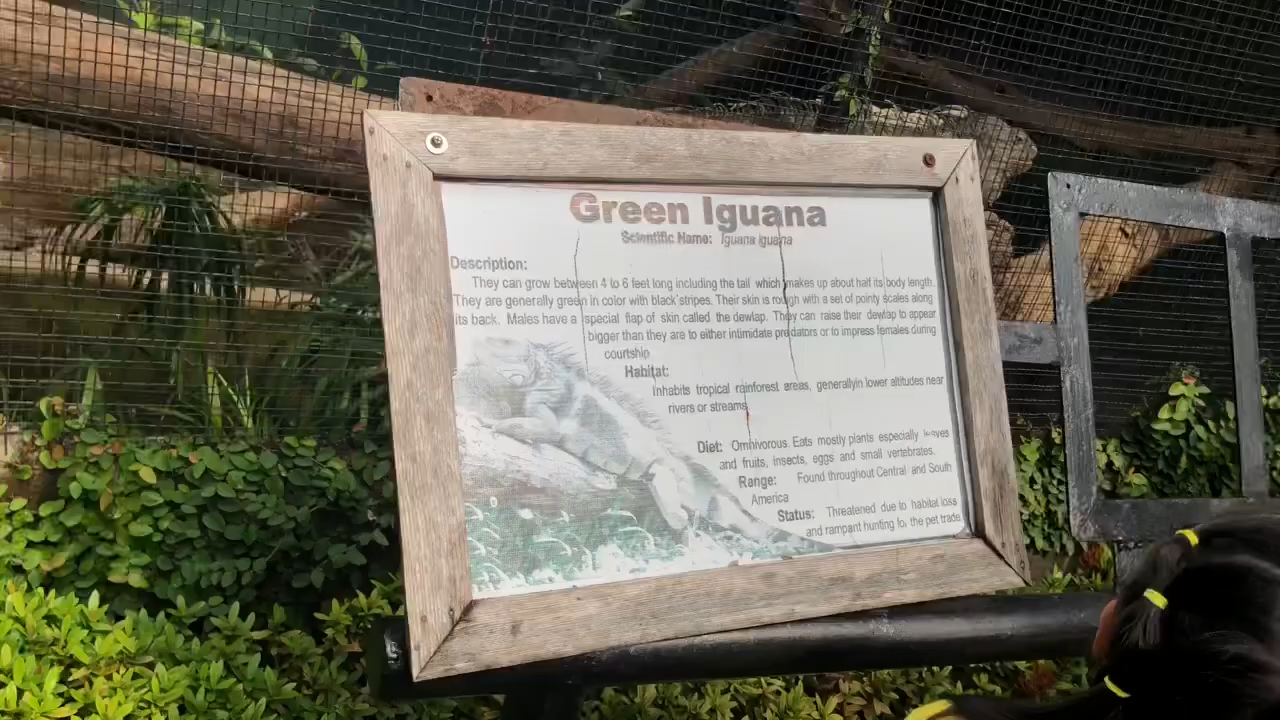 Green Iguana
Scientific Name: Iguana Iguana
Description:
They can grow between 4 to 6 feet long including the tail which makes up about half its body length.
They are generally green in color with black stripes. Their skin is rough with a set of pointy scales along
its back. Males have a special flap of skin called the dewlap. They can raise their dewlap to appear
bigger than they are to either intimidate predators or to impress females during
courtship
Habitat:
Inhabits tropical rainforest areas, generallyin lower altitudes near
rivers or streams
Diet: Omnivorous. Eats mostly plants especially leaves
and fruits, insects, eggs and small vertebrates.
Range: Found throughout Central and South
America
Status: Threatened due to habitat loss
and rampant hunting for the pet trade